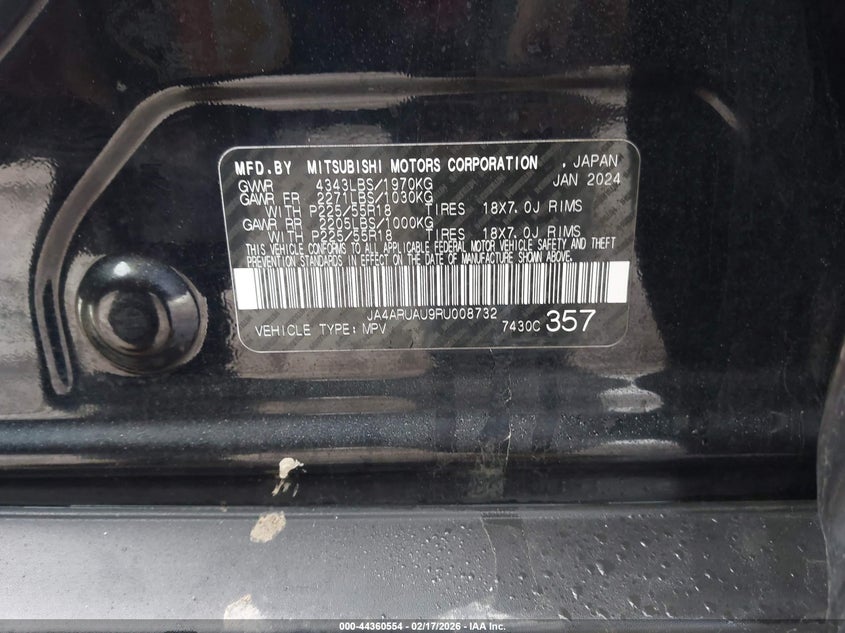 MFD.BY MITSUBISHI MOTORS CORPORATION , JAPAN
GVWR 4343LBS/1970KG JAN 2024
GAWR FR 2271LBS/1030KG
WITH P225/55R18 TIRES 18X7.0J RIMS
GAWR RR 2205LBS/1000KG
WITH P225/55R18 TIRES 18X7.0J RIMS
THIS VEHICLE CONFORMS TO ALL APPLICABLE FEDERAL MOTOR VEHICLE SAFETY AND THEFT
PREVENTION STANDARDS IN EFFECT ON THE DATE OF MANUFACTURE SHOWN ABOVE.
JA4ARUAU9RU008732
VEHICLE TYPE: MPV 7430C 357
000-44360554 - 02/17/2026 - IAA Inc.